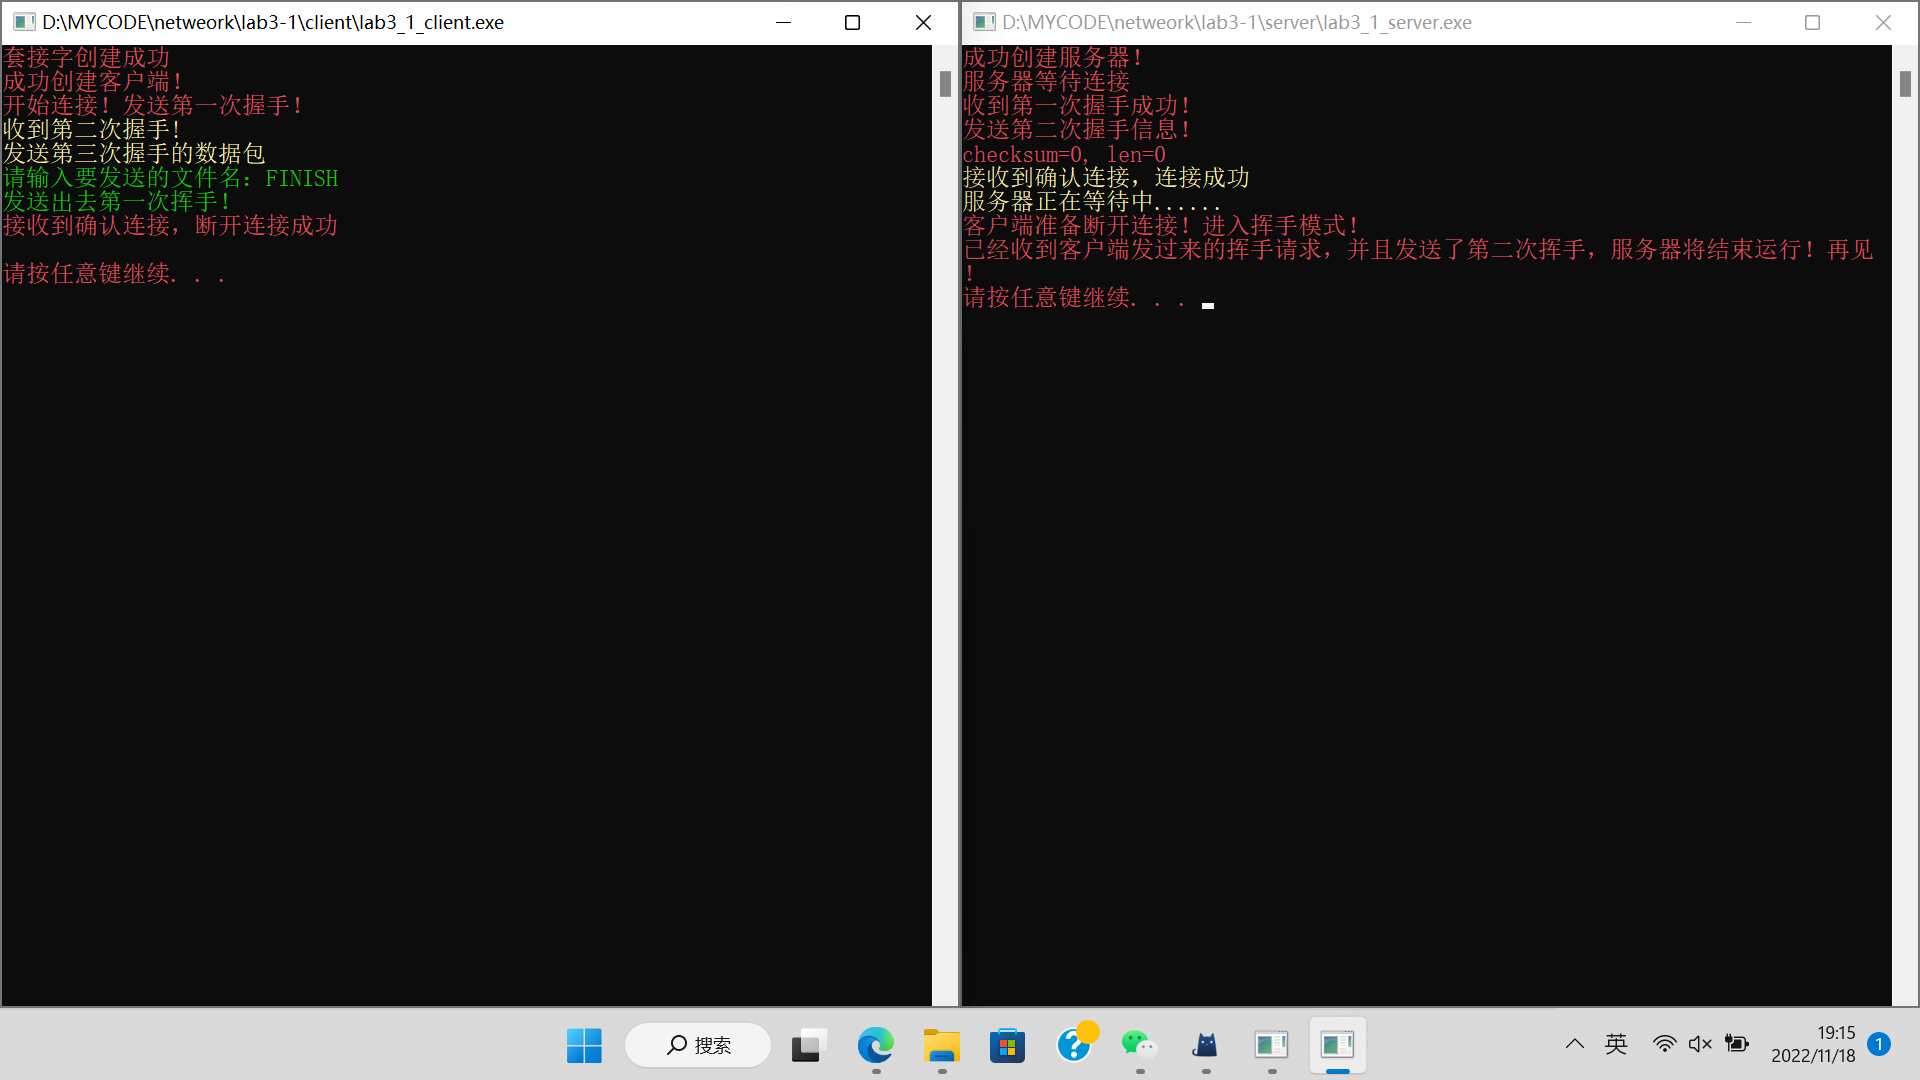 D:\MYCODE\netweork\lab3-1\client\lab3_1_client.exe
套接字创建成功
成功创建客户端！
开始连接！发送第一次握手！
收到第二次握手！
发送第三次握手的数据包
请输入要发送的文件名：FINISH
发送出去第一次挥手！
接收到确认连接，断开连接成功
请按任意键继续. . .
D:\MYCODE\netweork\lab3-1\server\lab3_1_server.exe
成功创建服务器！
服务器等待连接
收到第一次握手成功！
发送第二次握手信息！
checksum=0, len=0
接收到确认连接，连接成功
服务器正在等待中......
客户端准备断开连接！进入挥手模式！
已经收到客户端发过来的挥手请求，并且发送了第二次挥手，服务器将结束运行！再见
！
请按任意键继续. . .
搜索
英
19:15
2022/11/18
1